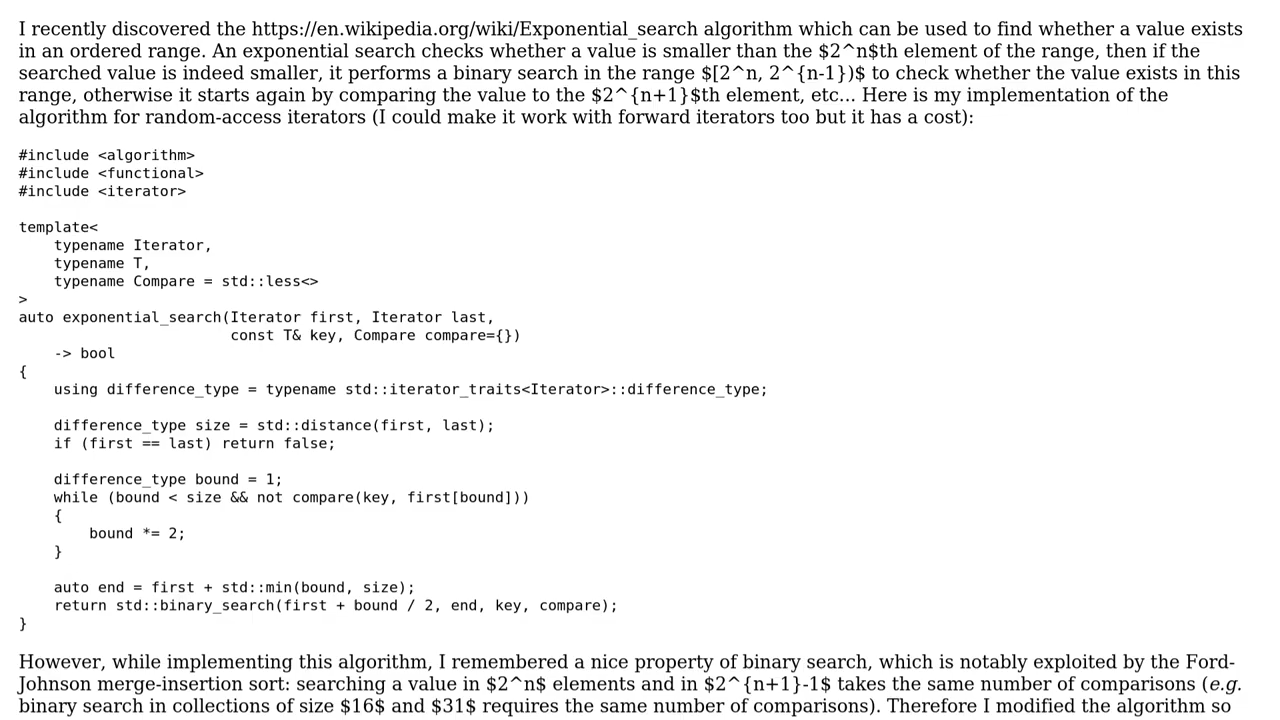 I recently discovered the https://en.wikipedia.org/wiki/Exponential_search algorithm which can be used to find whether a value exists
in an ordered range. An exponential search checks whether a value is smaller than the $2^n$th element of the range, then if the
searched value is indeed smaller, it performs a binary search in the range $[2^n, 2^{n-1})$ to check whether the value exists in this
range, otherwise it starts again by comparing the value to the $2^{n+1}$th element, etc... Here is my implementation of the
algorithm for random-access iterators (I could make it work with forward iterators too but it has a cost):
#include <algorithm>
#include <functional>
#include <iterator>
template<
    typename Iterator,
    typename T,
    typename Compare = std::less<>
>
auto exponential_search(Iterator first, Iterator last,
                        const T& key, Compare compare={})
    -> bool
{
    using difference_type = typename std::iterator_traits<Iterator>::difference_type;
    difference_type size = std::distance(first, last);
    if (first == last) return false;
    difference_type bound = 1;
    while (bound < size && not compare(key, first[bound]))
    {
        bound *= 2;
    }
    auto end = first + std::min(bound, size);
    return std::binary_search(first + bound / 2, end, key, compare);
}
However, while implementing this algorithm, I remembered a nice property of binary search, which is notably exploited by the Ford-
Johnson merge-insertion sort: searching a value in $2^n$ elements and in $2^{n+1}-1$ takes the same number of comparisons (e.g.
binary search in collections of size $16$ and $31$ requires the same number of comparisons). Therefore I modified the algorithm so